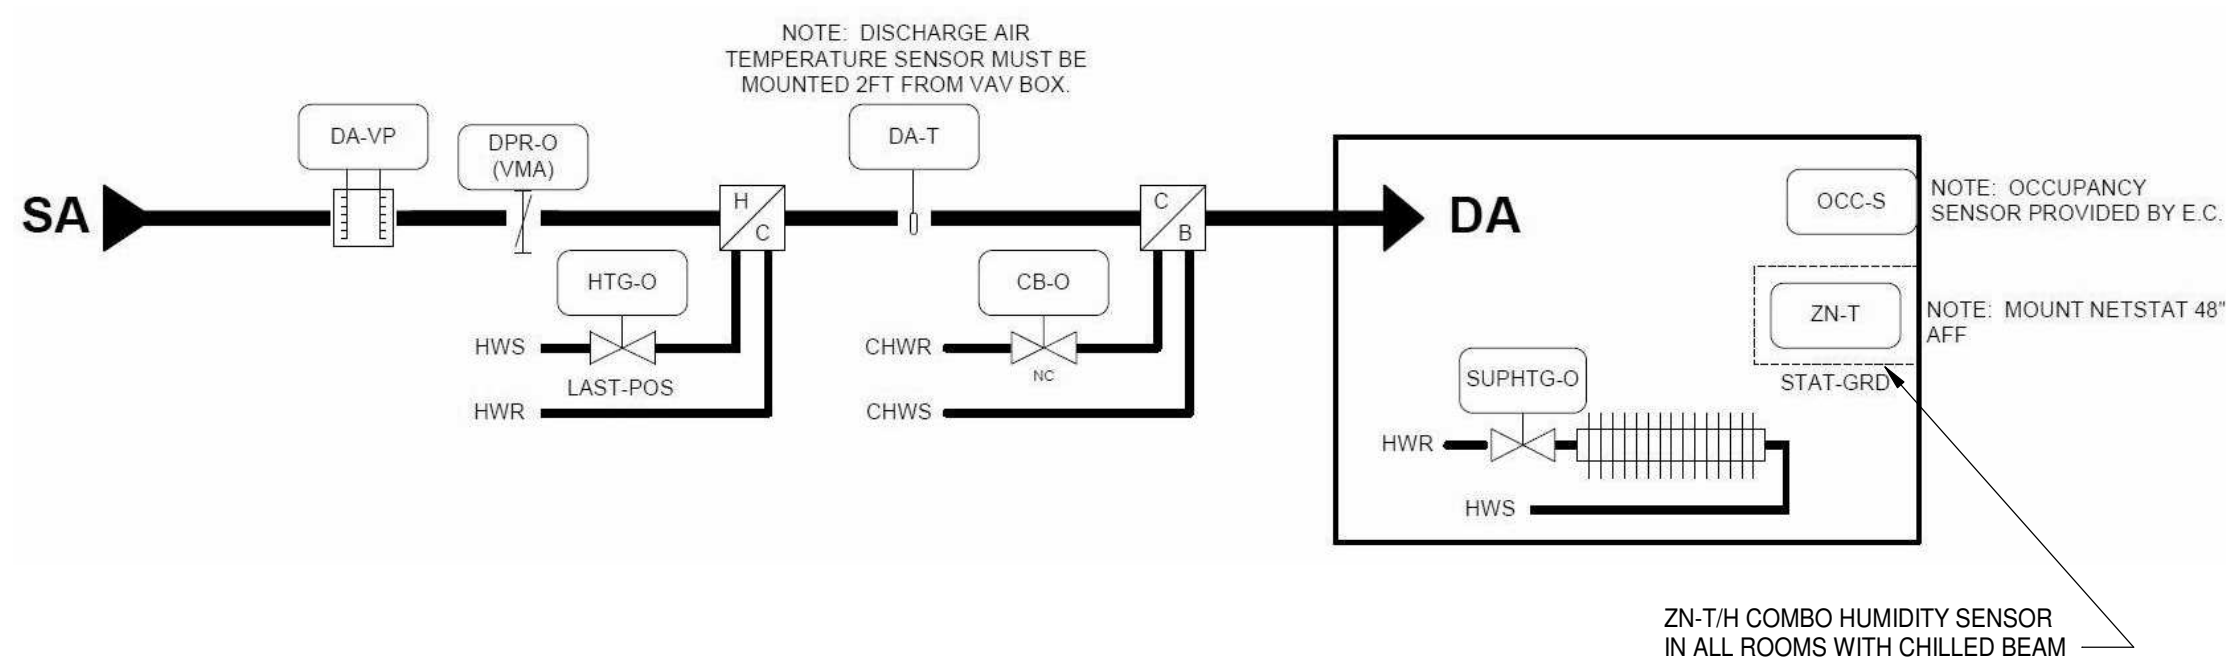 NOTE: DISCHARGE AIR
TEMPERATURE SENSOR MUST BE
MOUNTED 2FT FROM VAV BOX.
DA-VP
DPR-O
(VMA)
DA-T
SA
H
C
C
B
DA
OCC-S
NOTE: OCCUPANCY
SENSOR PROVIDED BY E.C.
HTG-O
CB-O
ZN-T
NOTE: MOUNT NETSTAT 48"
AFF
HWS
LAST-POS
HWR
CHWR
NC
CHWS
STAT-GRD
SUPHTG-O
HWR
HWS
ZN-T/H COMBO HUMIDITY SENSOR
IN ALL ROOMS WITH CHILLED BEAM